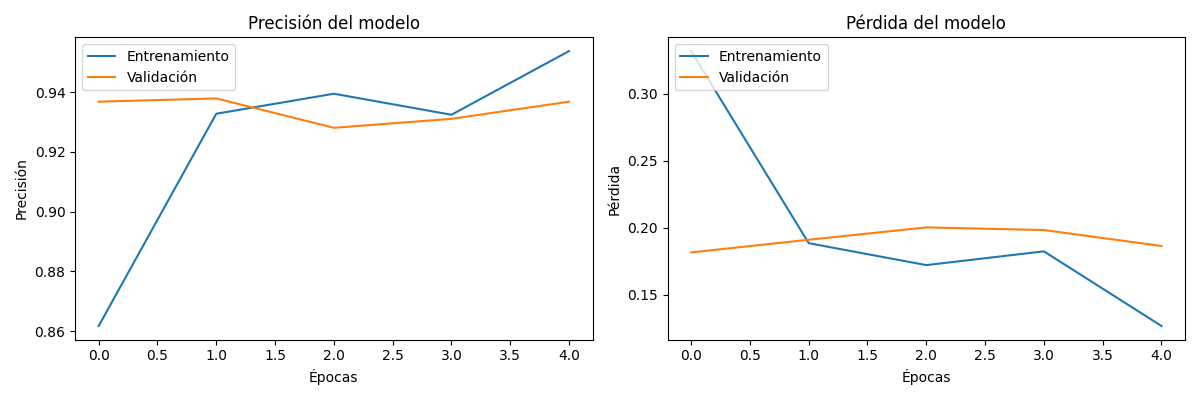 Precisión del modelo
Entrenamiento
Validación
0.94
0.92
0.90
0.88
0.86
Precisión
0.0 0.5 1.0 1.5 2.0 2.5 3.0 3.5 4.0
Épocas
Pérdida del modelo
Entrenamiento
Validación
0.30
0.25
0.20
0.15
Pérdida
0.0 0.5 1.0 1.5 2.0 2.5 3.0 3.5 4.0
Épocas